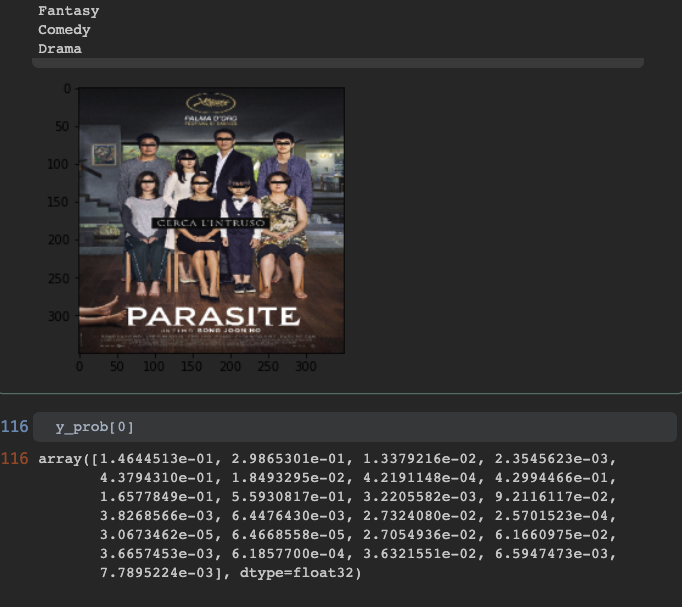 Fantasy
Comedy
Drama
0
50
100
150
200
250
300
PALMA D'ORO
CERCA L'INTRUSO
PARASITE
UN FILM DI BONG JOON HO
0 50 100 150 200 250 300
116 y_prob[0]
116 array([1.4644513e-01, 2.9865301e-01, 1.3379216e-02, 2.3545623e-03,
4.3794310e-01, 1.8493295e-02, 4.2191148e-04, 4.2994466e-01,
1.6577849e-01, 5.5930817e-01, 3.2205582e-03, 9.2116117e-02,
3.8268566e-03, 6.4476430e-03, 2.7324080e-02, 2.5701523e-04,
3.0673462e-05, 6.4668558e-05, 2.7054936e-02, 6.1660975e-02,
3.6657453e-03, 6.1857700e-04, 3.6321551e-02, 6.5947473e-03,
7.7895224e-03], dtype=float32)